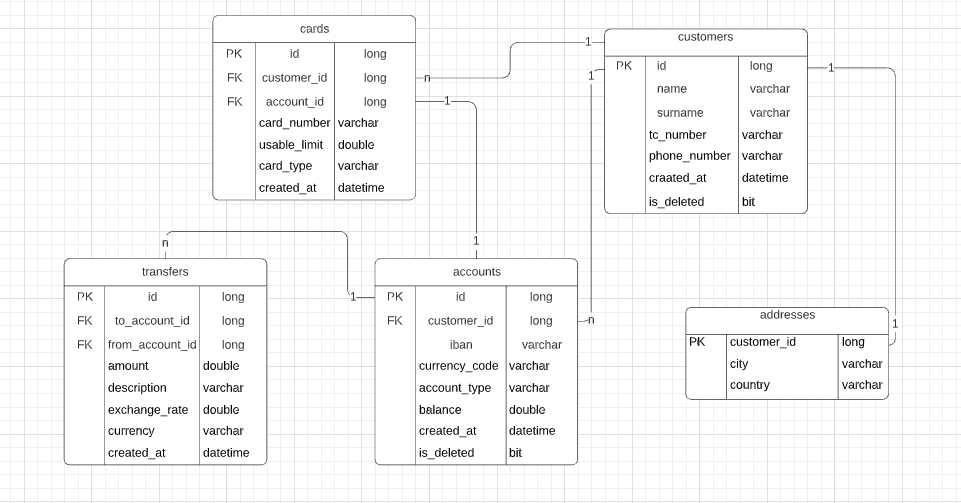 cards
PK id long
FK customer_id long
FK account_id long
card_number varchar
usable_limit double
card_type varchar
created_at datetime
n
1
1
1
customers
PK id long
name varchar
surname varchar
tc_number varchar
phone_number varchar
craated_at datetime
is_deleted bit
1
1
n
1
1
n
transfers
PK id long
FK to_account_id long
FK from_account_id long
amount double
description varchar
exchange_rate double
currency varchar
created_at datetime
accounts
PK id long
FK customer_id long
iban varchar
currency_code varchar
account_type varchar
balance double
created_at datetime
is_deleted bit
addresses
PK customer_id long
city varchar
country varchar